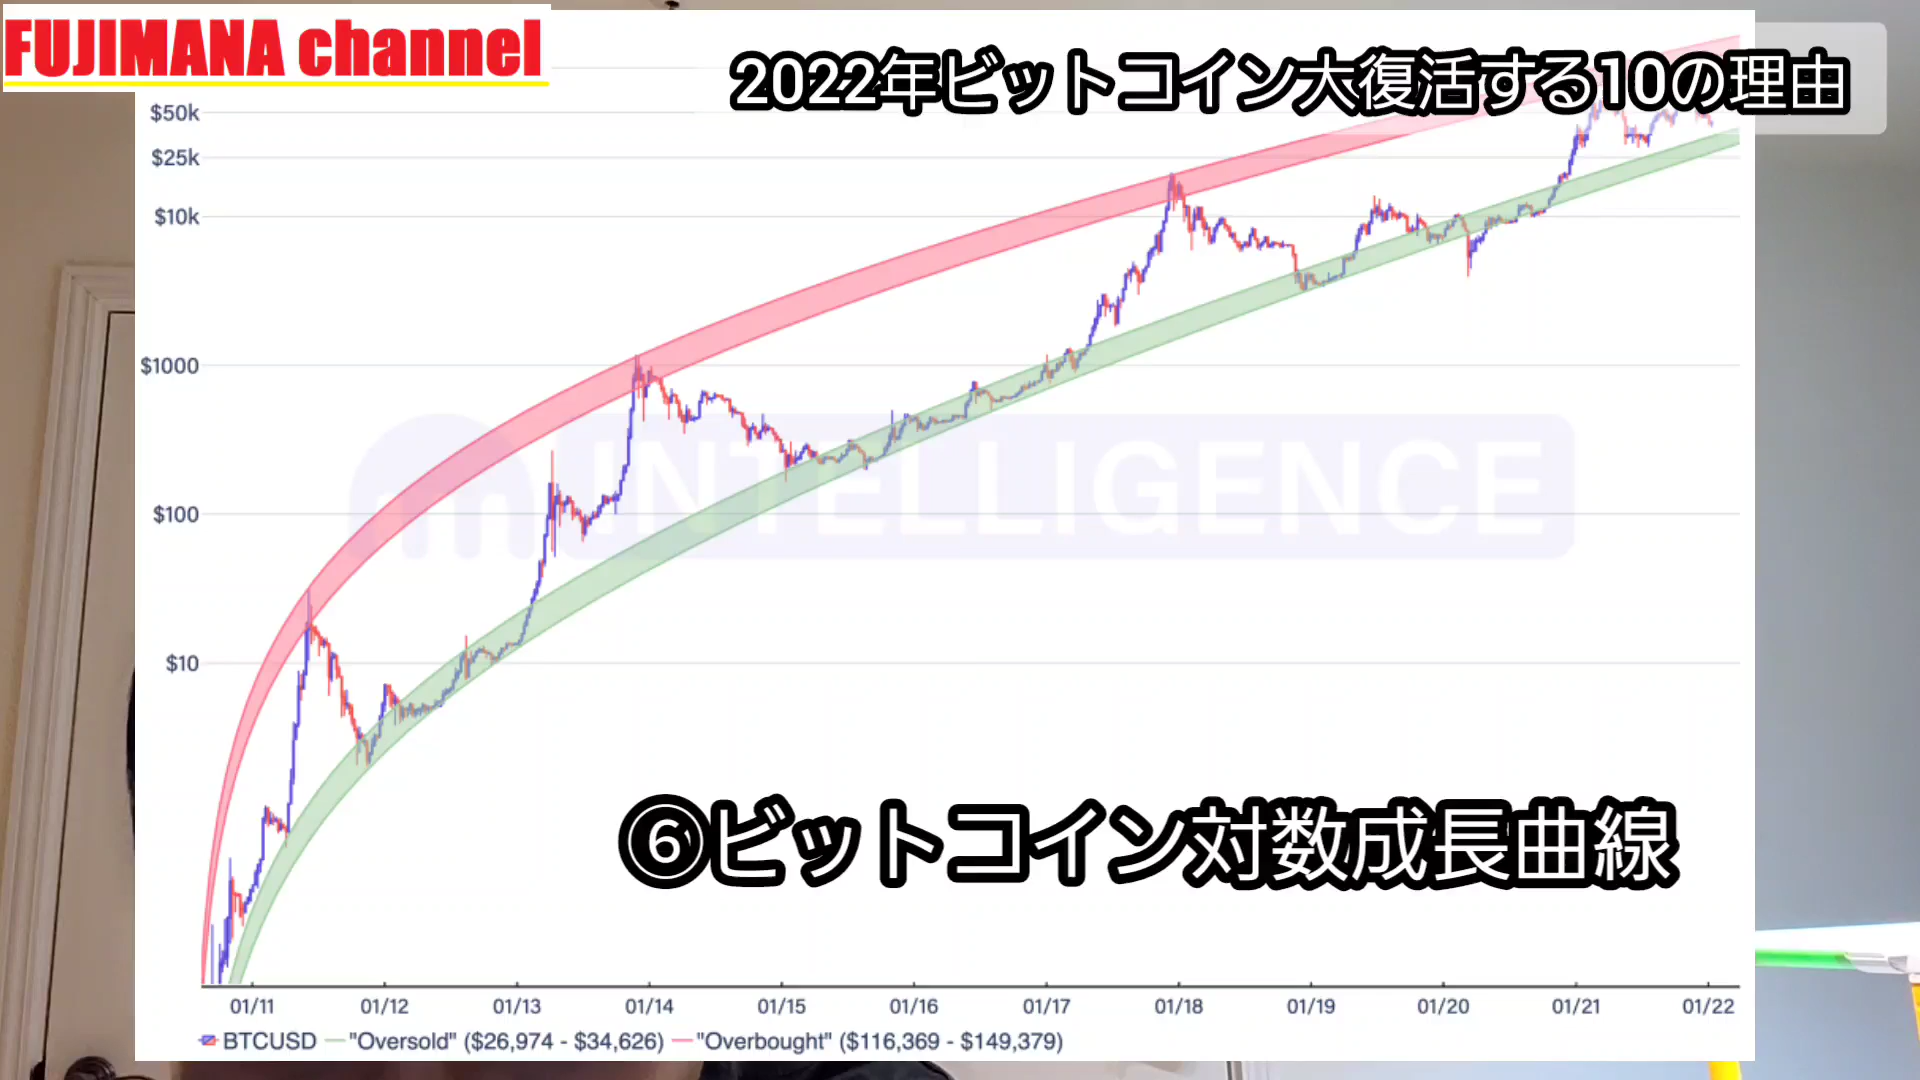 FUJIMANA channel
2022年ビットコイン大復活する10の理由
$50k
$25k
$10k
$1000
$100
$10
INTELLIGENCE
⑥ビットコイン対数成長曲線
01/11 01/12 01/13 01/14 01/15 01/16 01/17 01/18 01/19 01/20 01/21 01/22
BTCUSD "Oversold" ($26,974 - $34,626) "Overbought" ($116,369 - $149,379)